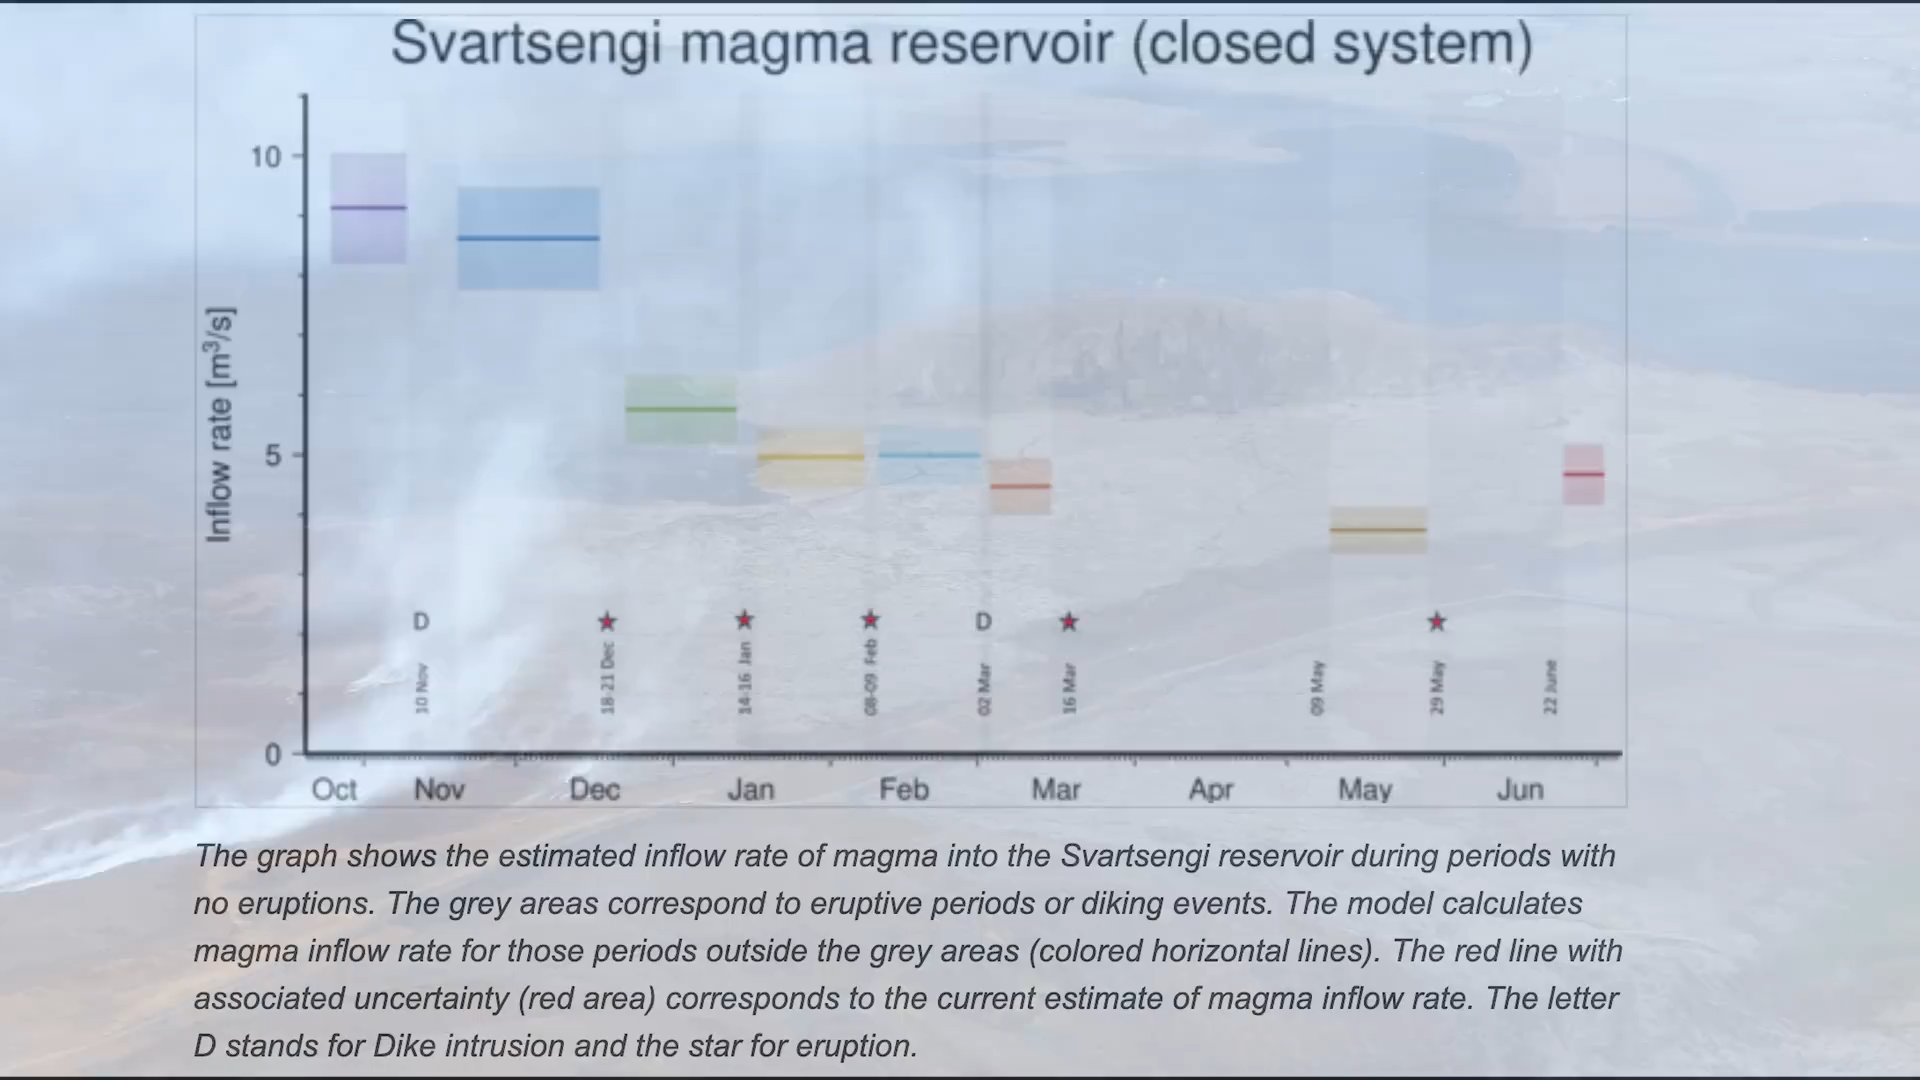 Svartsengi magma reservoir (closed system)
10
5
0
Inflow rate [m³/s]
D
D
10 Nov
18-21 Dec
14-16 Jan
08-09 Feb
02 Mar
16 Mar
09 May
29 May
22 June
Oct Nov Dec Jan Feb Mar Apr May Jun
The graph shows the estimated inflow rate of magma into the Svartsengi reservoir during periods with
no eruptions. The grey areas correspond to eruptive periods or diking events. The model calculates
magma inflow rate for those periods outside the grey areas (colored horizontal lines). The red line with
associated uncertainty (red area) corresponds to the current estimate of magma inflow rate. The letter
D stands for Dike intrusion and the star for eruption.